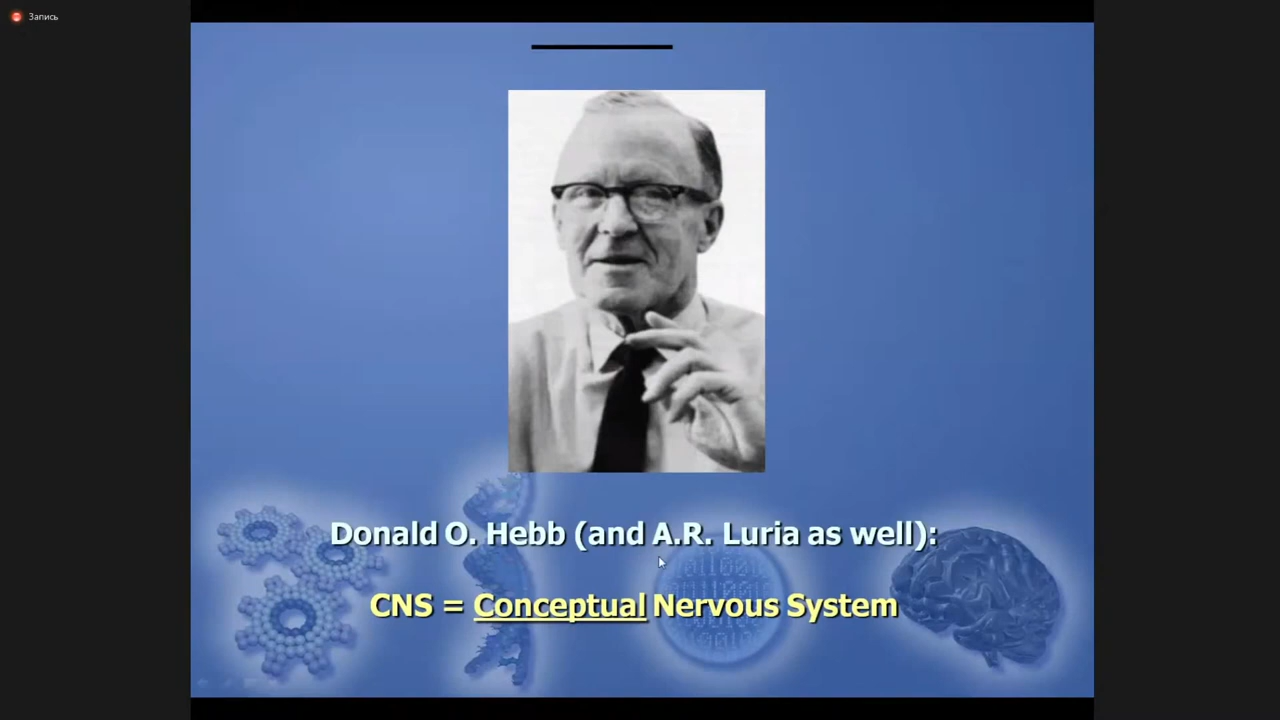 Запись
Donald O. Hebb (and A.R. Luria as well):
CNS = Conceptual Nervous System